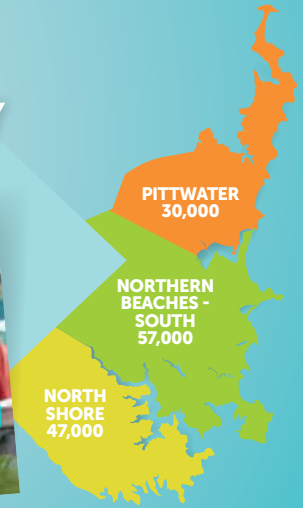 PITTWATER
30,000
NORTHERN
BEACHES -
SOUTH
57,000
NORTH
SHORE
47,000